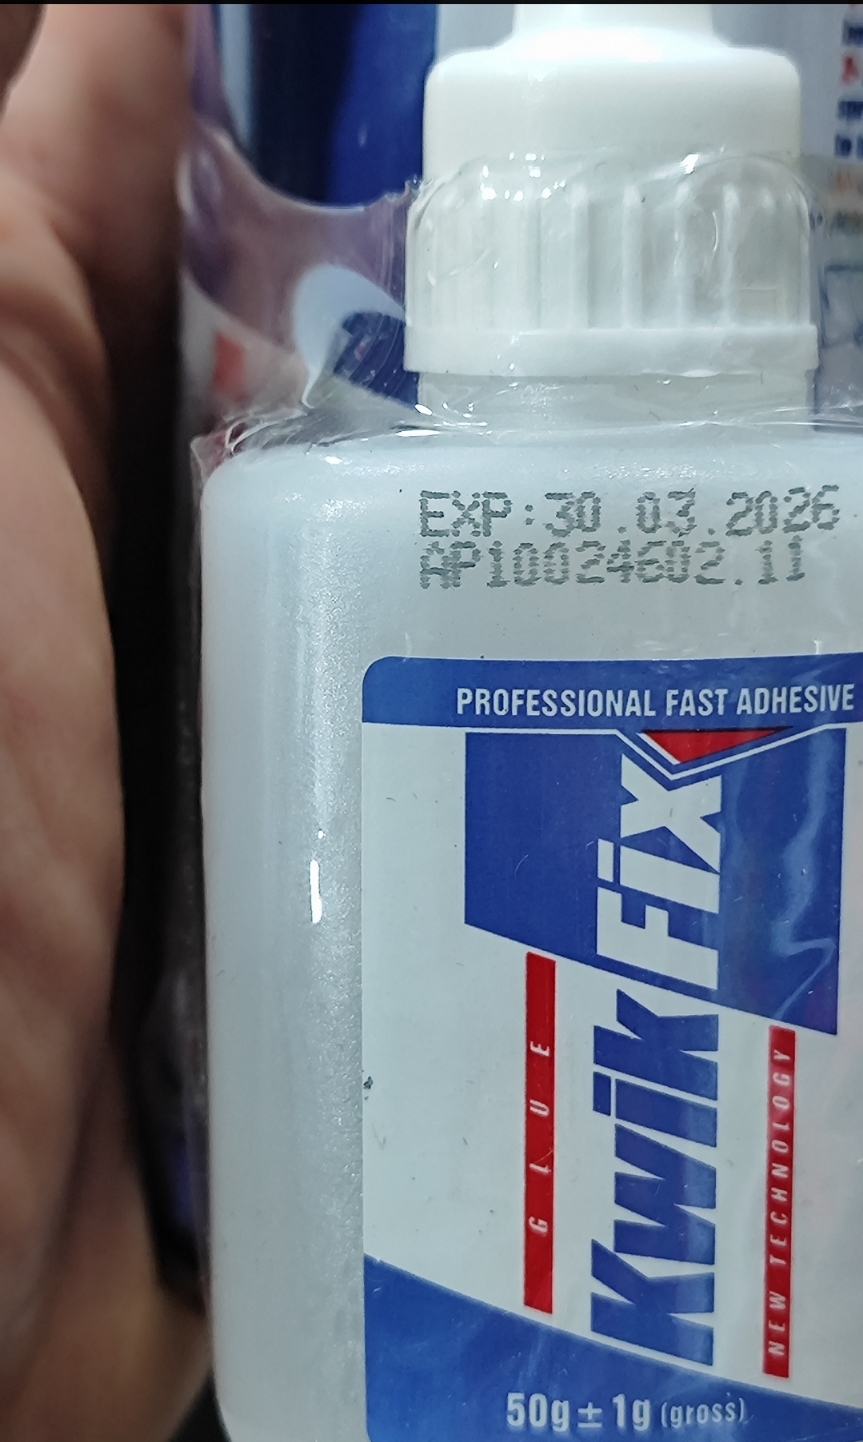 EXP:30.03.2026
AP10024602.11
PROFESSIONAL FAST ADHESIVE
KwikFix
GLUE
NEW TECHNOLOGY
50g ± 1g (gross)